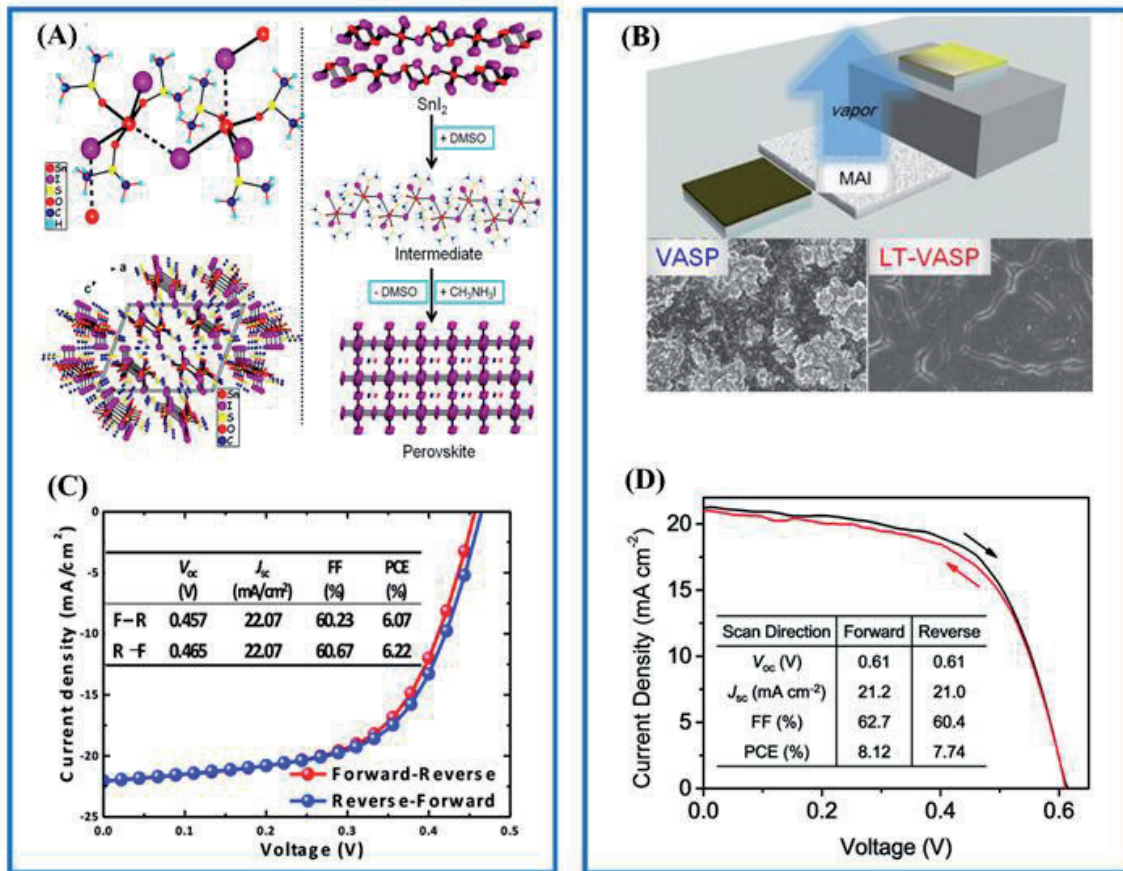 (A)
SnI2
+ DMSO
Intermediate
- DMSO
+ CH3NH3I
Perovskite
Sn
I
S
O
C
H
c
a
Sn
I
S
O
C
(B)
vapor
MAI
VASP
LT-VASP
(C)
Current density (mA/cm2)
0
-5
-10
-15
-20
-25
Voc Jsc FF PCE
(V) (mA/cm2) (%) (%)
F–R 0.457 22.07 60.23 6.07
R –F 0.465 22.07 60.67 6.22
Forward-Reverse
Reverse-Forward
0.0 0.1 0.2 0.3 0.4 0.5
Voltage (V)
(D)
Current Density (mA cm-2)
20
15
10
5
0
Scan Direction Forward Reverse
Voc (V) 0.61 0.61
Jsc (mA cm-2) 21.2 21.0
FF (%) 62.7 60.4
PCE (%) 8.12 7.74
0.0 0.2 0.4 0.6
Voltage (V)